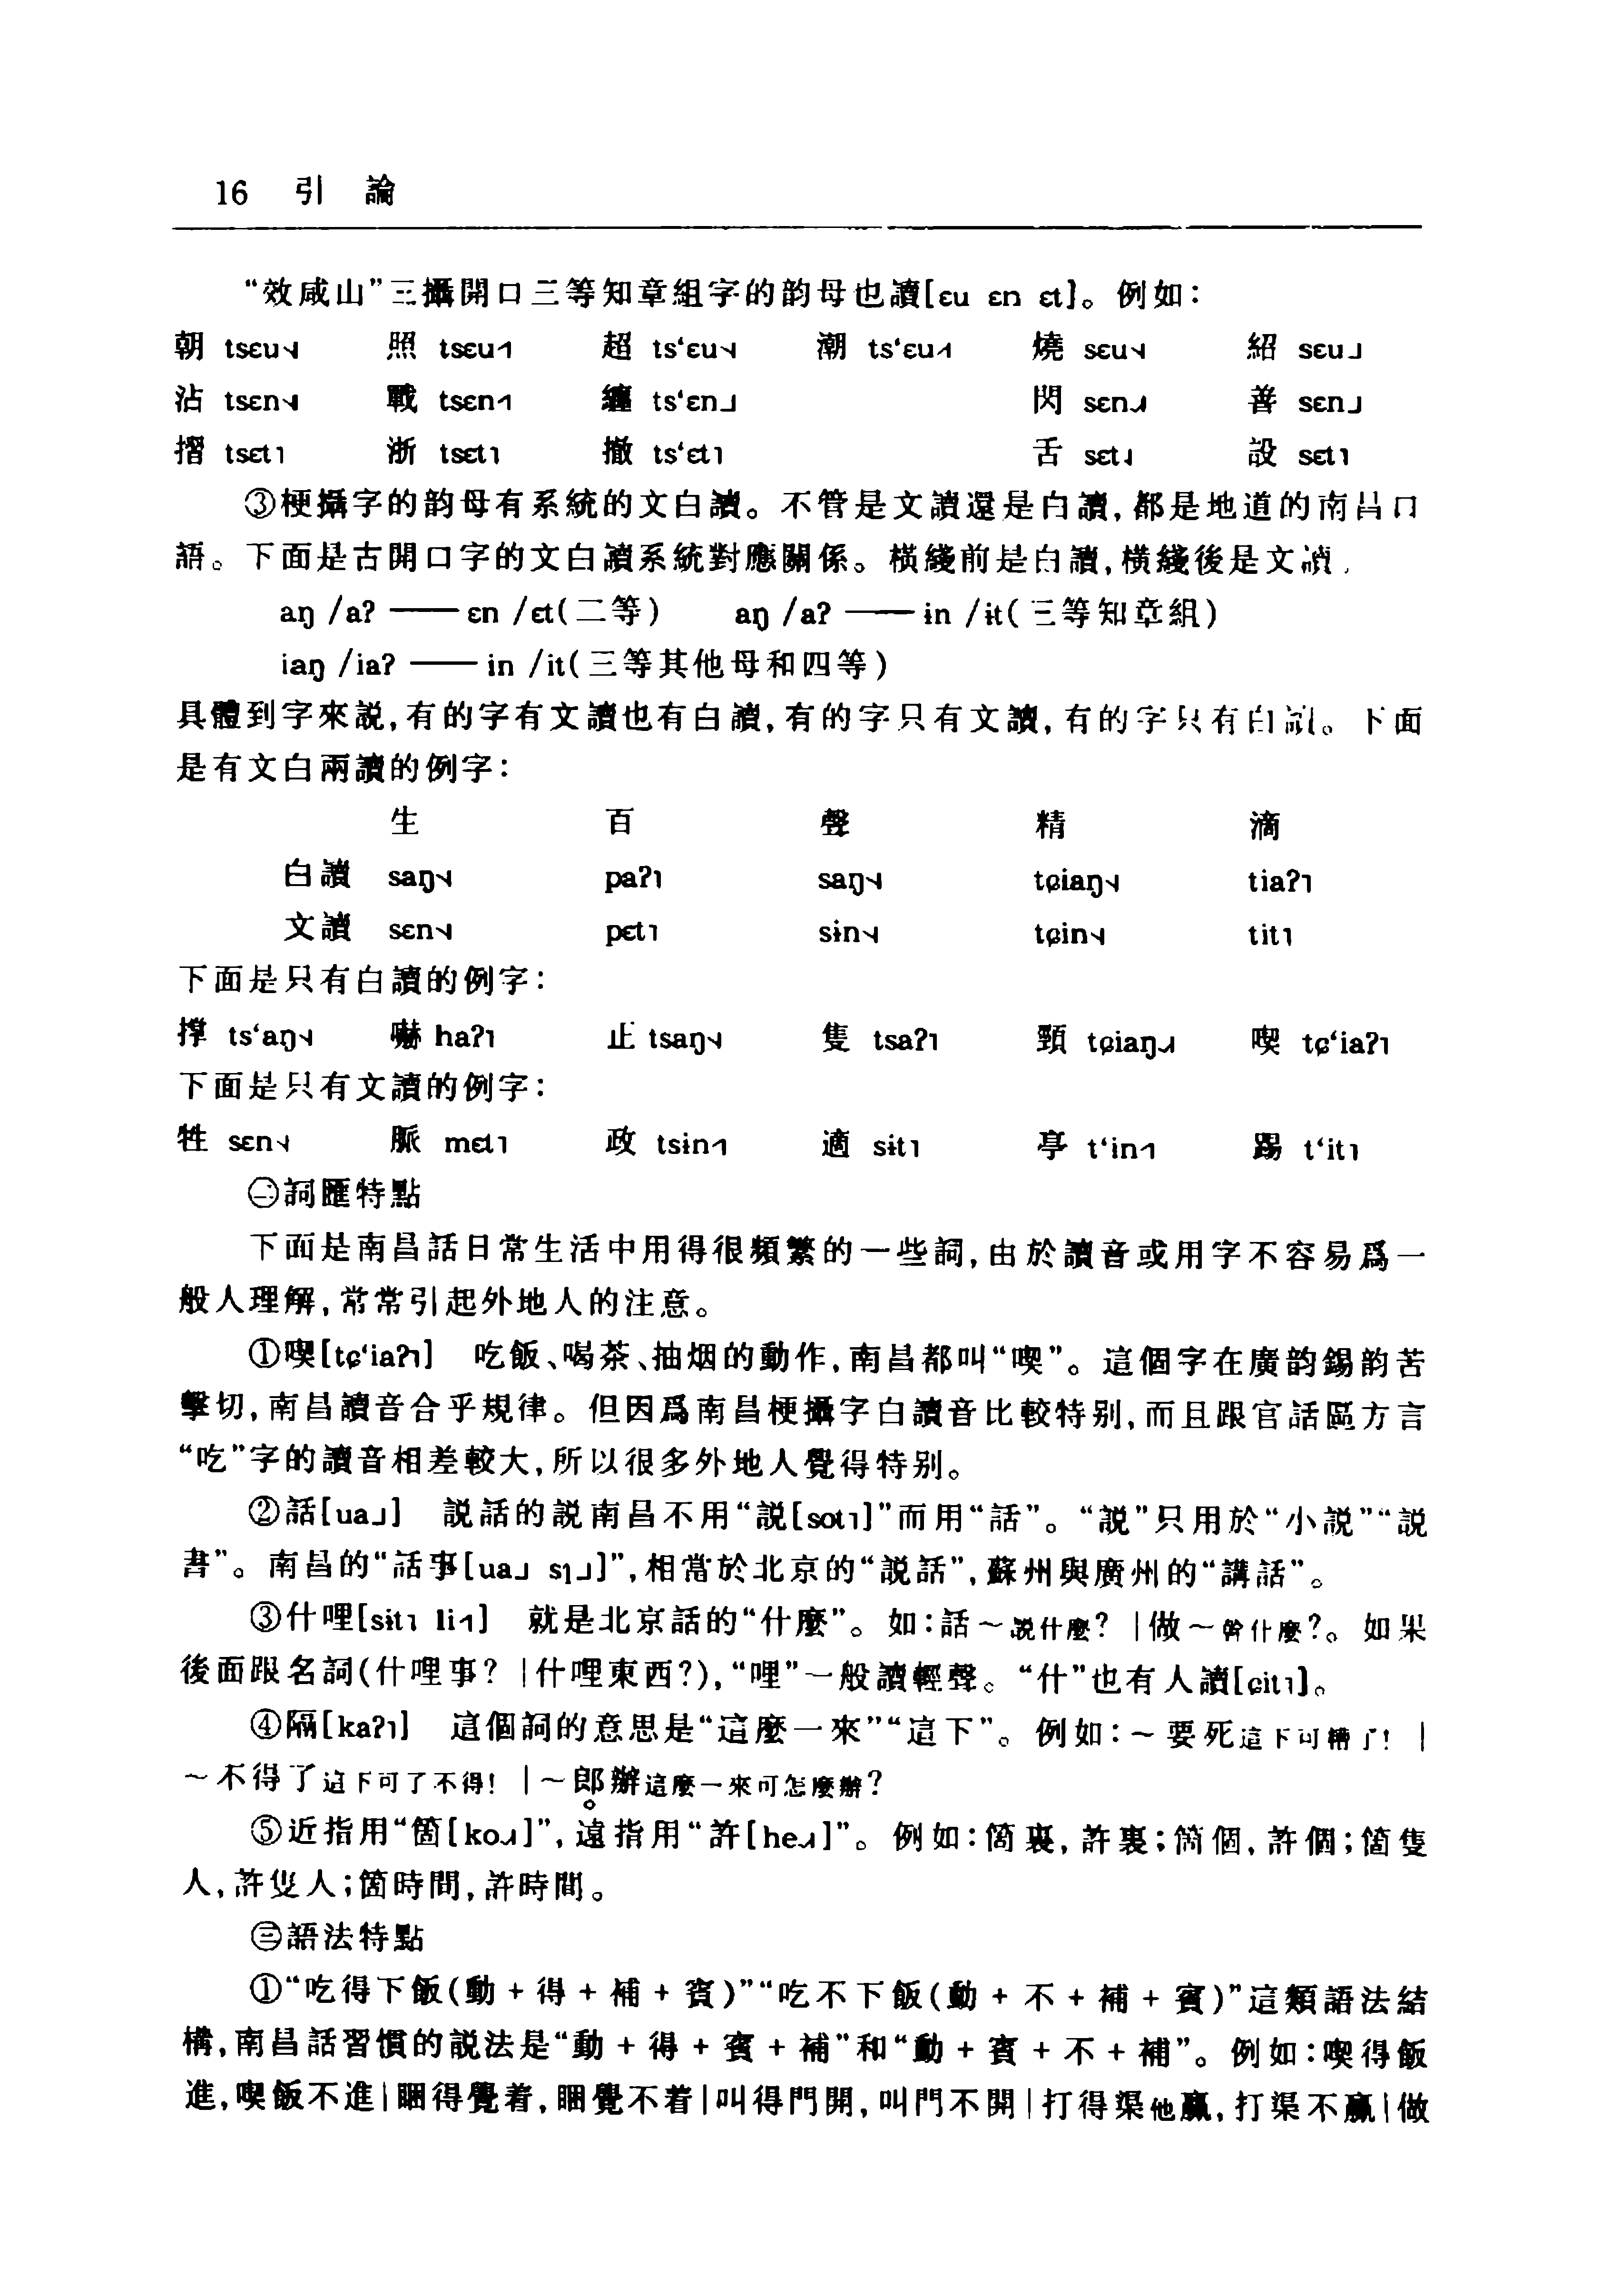 16 引 論
“效咸山”三攝開口三等知章組字的韵母也讀[ɛu ɛn ɛt]。例如：
朝 tsɛu˧˩ 照 tsɛu˦˥ 超 tsʻɛu˧˩ 潮 tsʻɛu˨˦ 燒 sɛu˧˩ 紹 sɛu˩
沾 tsɛn˧˩ 戰 tsɛn˦˥ 纏 tsʻɛn˩ 閃 sɛn˨˩˧ 善 sɛn˩
摺 tsɛt˥ 浙 tsɛt˥ 撤 tsʻɛt˥ 舌 sɛt˨ 設 sɛt˥
③梗攝字的韵母有系統的文白讀。不管是文讀還是白讀，都是地道的南昌口
語。下面是古開口字的文白讀系統對應關係。橫綫前是白讀，橫綫後是文讀。
aŋ /aʔ —— ɛn /ɛt(二等) aŋ /aʔ —— ɨn /ɨt(三等知章組)
iaŋ /iaʔ —— in /it(三等其他母和四等)
具體到字來説，有的字有文讀也有白讀，有的字只有文讀，有的字只有白讀。下面
是有文白兩讀的例字：
生 百 聲 精 滴
白讀 saŋ˧˩ paʔ˥ saŋ˧˩ tɕiaŋ˧˩ tiaʔ˥
文讀 sɛn˧˩ pɛt˥ sɨn˧˩ tɕin˧˩ tit˥
下面是只有白讀的例字：
撑 tsʻaŋ˧˩ 嚇 haʔ˥ 正 tsaŋ˧˩ 隻 tsaʔ˥ 頸 tɕiaŋ˨˩˧ 喫 tɕʻiaʔ˥
下面是只有文讀的例字：
牲 sɛn˧˩ 脈 mɛt˥ 政 tsɨn˦˥ 適 sɨt˥ 亭 tʻin˦˥ 踢 tʻit˥
㊁詞匯特點
下面是南昌話日常生活中用得很頻繁的一些詞，由於讀音或用字不容易爲一
般人理解，常常引起外地人的注意。
①喫[tɕʻiaʔ˥] 吃飯、喝茶、抽烟的動作，南昌都叫“喫”。這個字在廣韵錫韵苦
擊切，南昌讀音合乎規律。但因爲南昌梗攝字白讀音比較特别，而且跟官話區方言
“吃”字的讀音相差較大，所以很多外地人覺得特别。
②話[ua˩] 説話的説南昌不用“説[sot˥]”而用“話”。“説”只用於“小説”“説
書”。南昌的“話事[ua˩ sɿ˩]”，相當於北京的“説話”，蘇州與廣州的“講話”。
③什哩[sɨt˥ li˦˥] 就是北京話的“什麽”。如：話～説什麽？｜做～幹什麽？。如果
後面跟名詞(什哩事？｜什哩東西？)，“哩”一般讀輕聲。“什”也有人讀[ɕit˥]。
④隔[kaʔ˥] 這個詞的意思是“這麽一來”“這下”。例如：～要死這下可糟了！｜
～不得了這下可了不得！｜～郎辦這麽一來可怎麽辦？
⑤近指用“箇[ko˨˩˧]”，遠指用“許[he˨˩˧]”。例如：箇裏，許裏；箇個，許個；箇隻
人，許隻人；箇時間，許時間。
㊂語法特點
①“吃得下飯(動＋得＋補＋賓)”“吃不下飯(動＋不＋補＋賓)”這類語法結
構，南昌話習慣的説法是“動＋得＋賓＋補”和“動＋賓＋不＋補”。例如：喫得飯
進，喫飯不進｜睏得覺着，睏覺不着｜叫得門開，叫門不開｜打得渠他贏，打渠不贏｜做